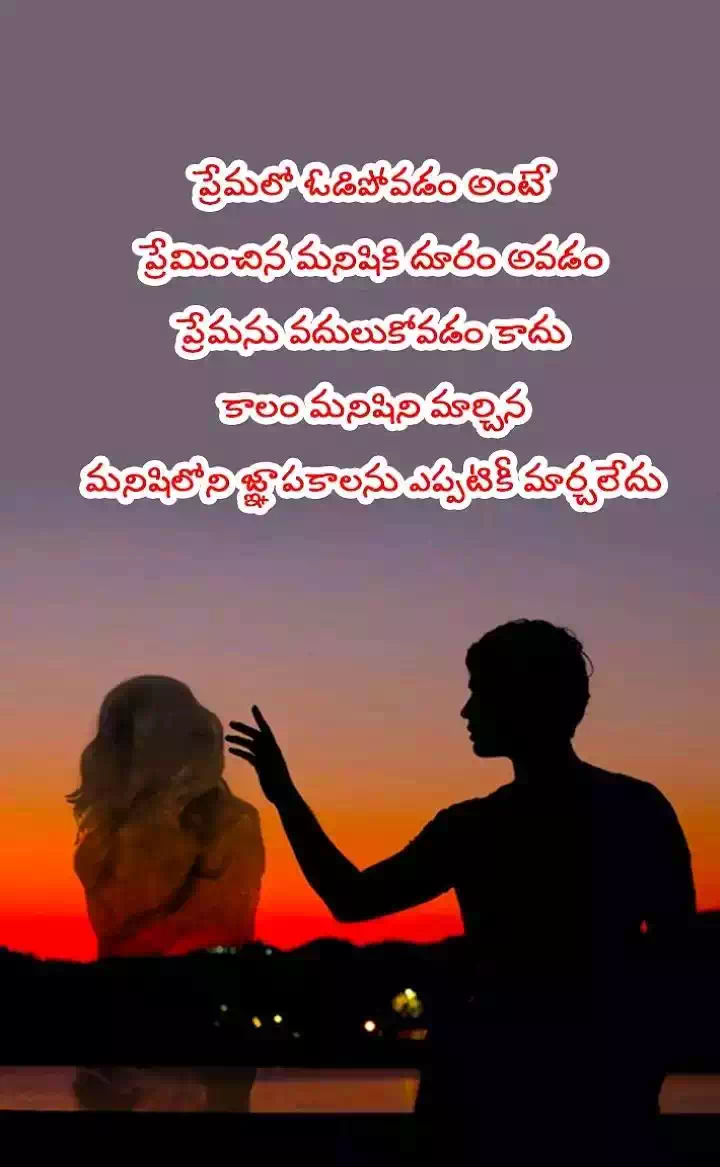 ప్రేమలో ఓడిపోవడం అంటే
ప్రేమించిన మనిషికి దూరం అవడం
ప్రేమను వదులుకోవడం కాదు
కాలం మనిషిని మార్చిన
మనిషిలోని జ్ఞాపకాలను ఎప్పటికీ మార్చలేదు